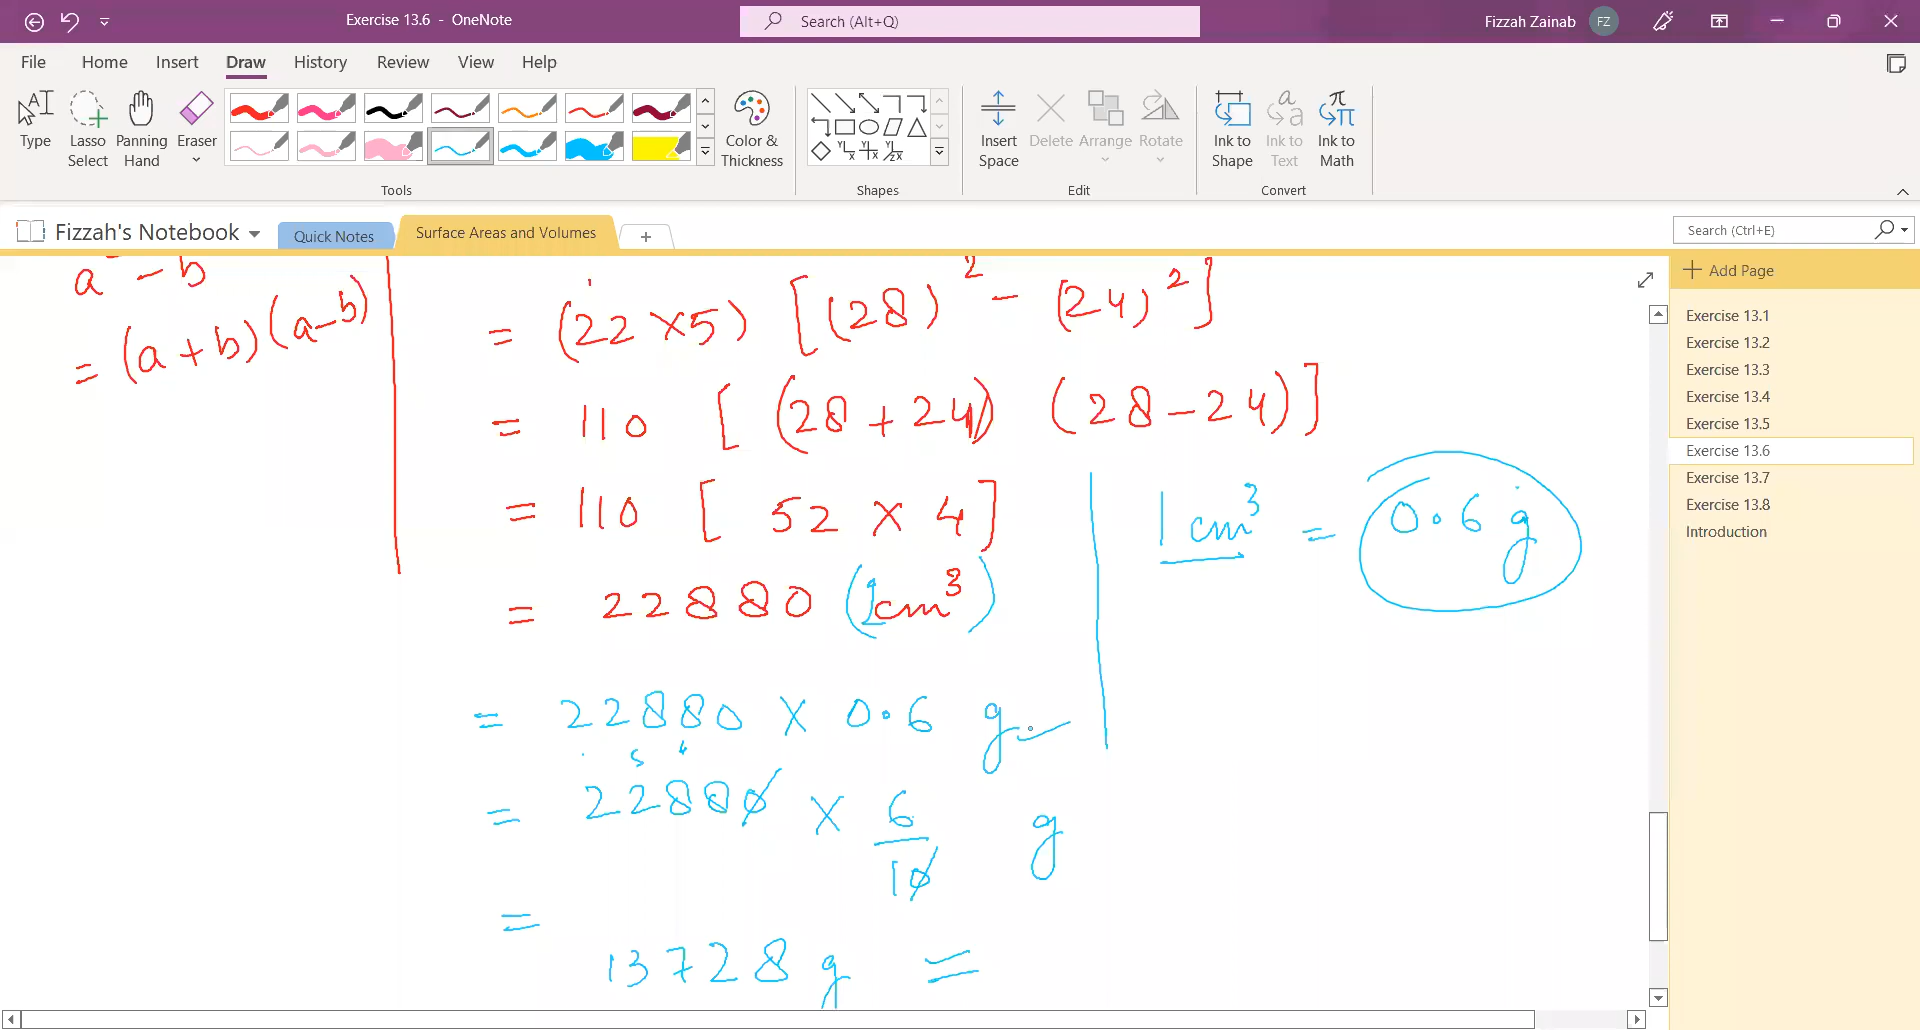 Exercise 13.6 - OneNote
Search (Alt+Q)
Fizzah Zainab FZ
File Home Insert Draw History Review View Help
Type
Lasso Select
Panning Hand
Eraser
Color & Thickness
Insert Space
Delete
Arrange
Rotate
Ink to Shape
Ink to Text
Ink to Math
Tools
Shapes
Edit
Convert
Fizzah's Notebook
Quick Notes
Surface Areas and Volumes
Search (Ctrl+E)
Add Page
Exercise 13.1
Exercise 13.2
Exercise 13.3
Exercise 13.4
Exercise 13.5
Exercise 13.6
Exercise 13.7
Exercise 13.8
Introduction
a² - b
= (a+b)(a-b)
= (22 × 5) [(28)² - (24)²]
= 110 [(28+24) (28-24)]
= 110 [52 × 4]
= 22880 (1cm³)
1 cm³ = 0.6 g
= 22880 × 0.6 g
= 22880 × 6/10 g
=
13728 g =